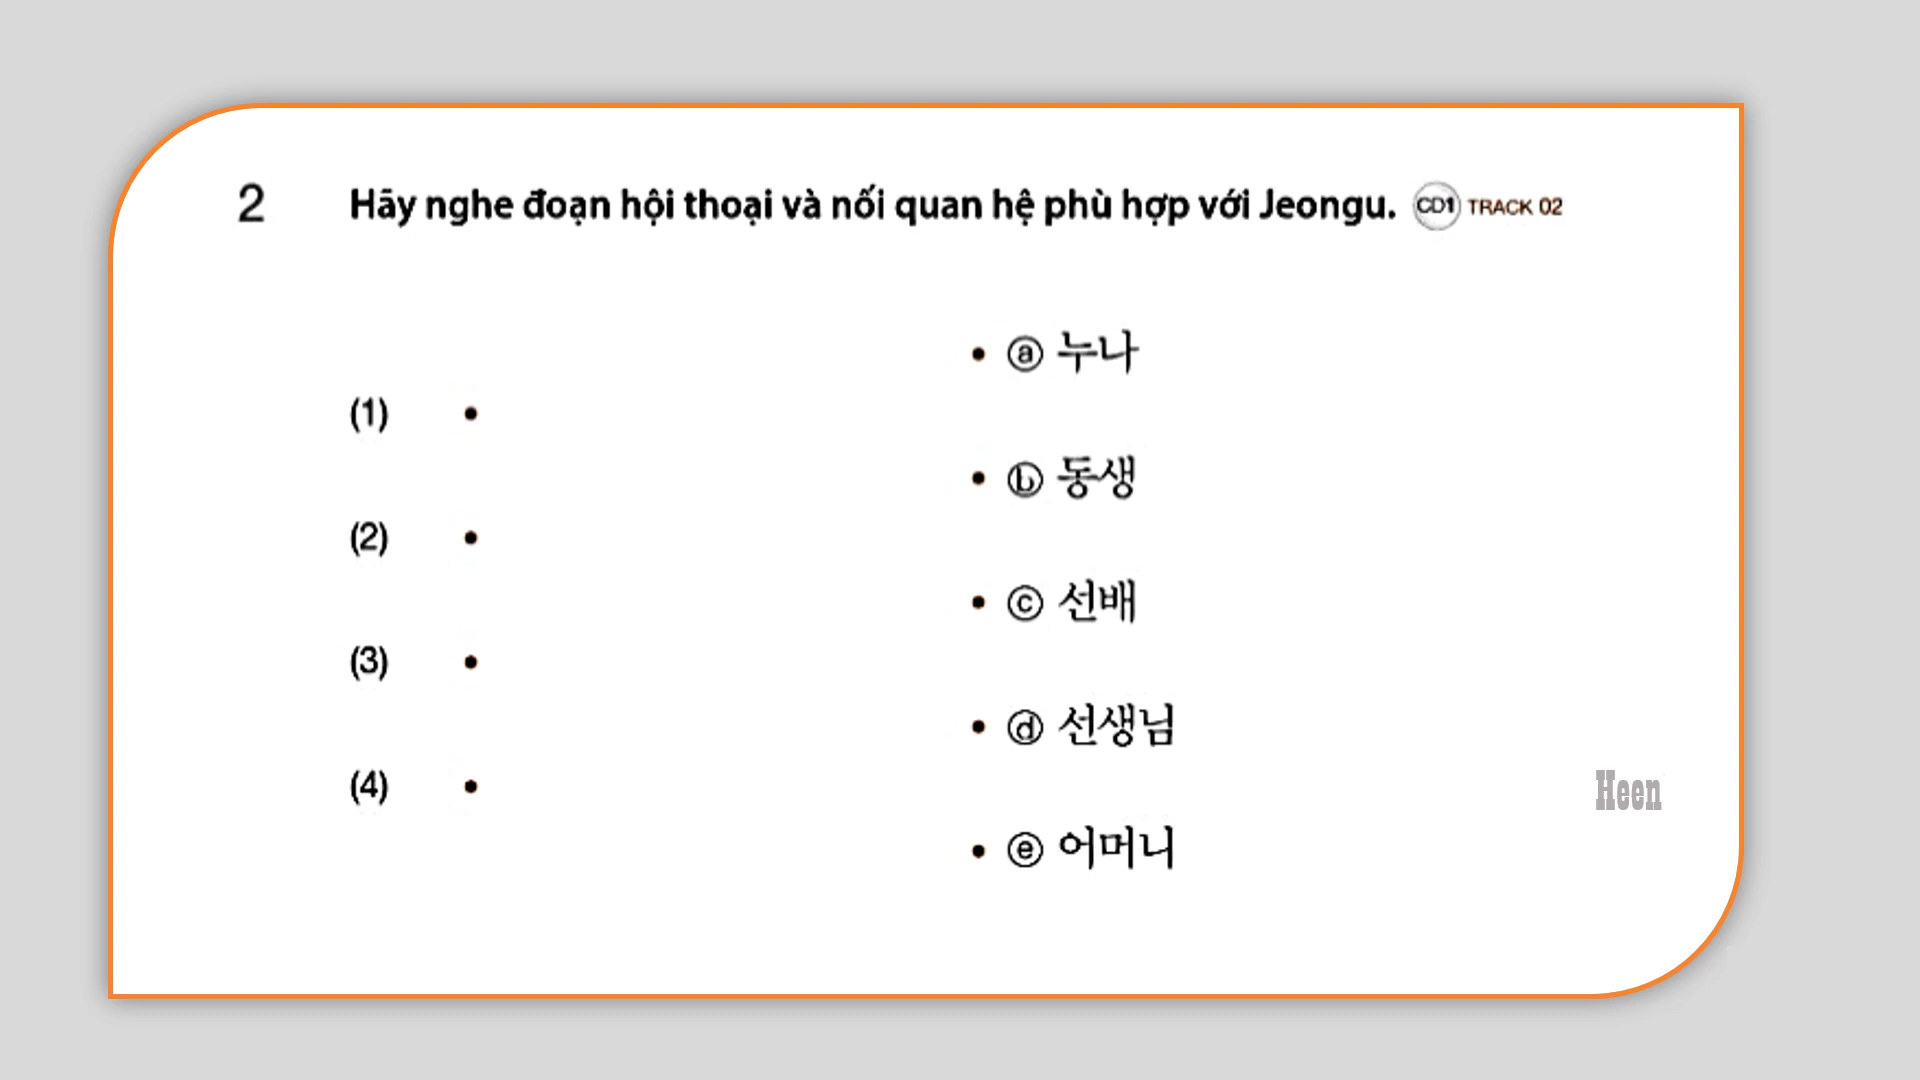 2 Hãy nghe đoạn hội thoại và nối quan hệ phù hợp với Jeongu. CD1 TRACK 02
• ⓐ 누나
(1) •
• ⓑ 동생
(2) •
• ⓒ 선배
(3) •
• ⓓ 선생님
(4) •
Heen
• ⓔ 어머니